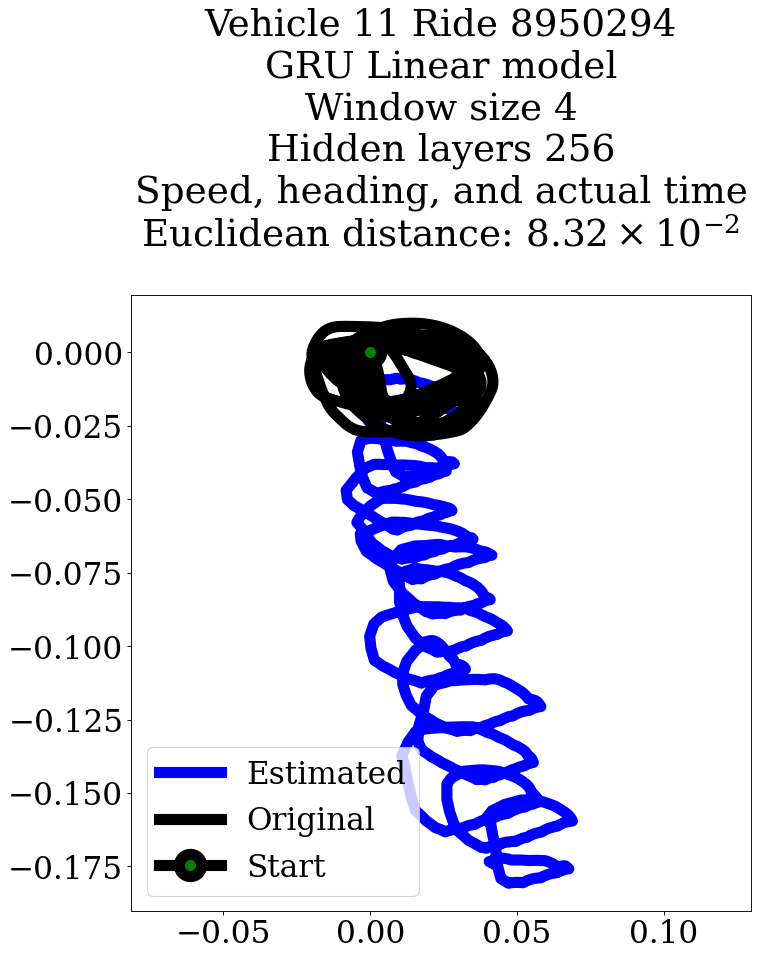 Vehicle 11 Ride 8950294
GRU Linear model
Window size 4
Hidden layers 256
Speed, heading, and actual time
Euclidean distance: 8.32 × 10⁻²
0.000
−0.025
−0.050
−0.075
−0.100
−0.125
−0.150
−0.175
Estimated
Original
Start
−0.05 0.00 0.05 0.10